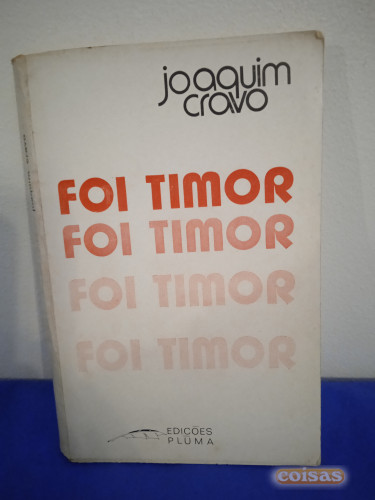 joaquim
cravo
FOI TIMOR
FOI TIMOR
FOI TIMOR
FOI TIMOR
EDIÇÕES
PLUMA
coisas